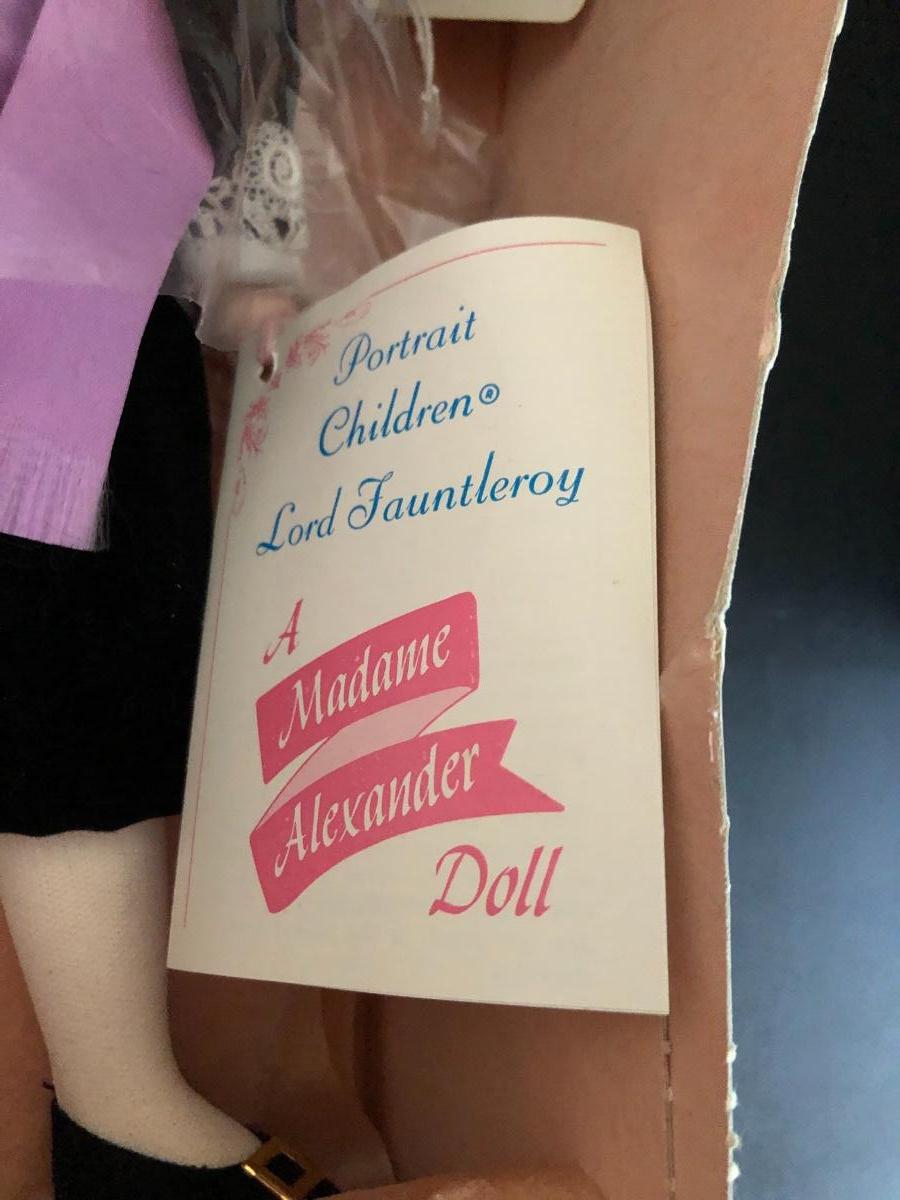 Portrait
Children®
Lord Fauntleroy
A
Madame
Alexander
Doll